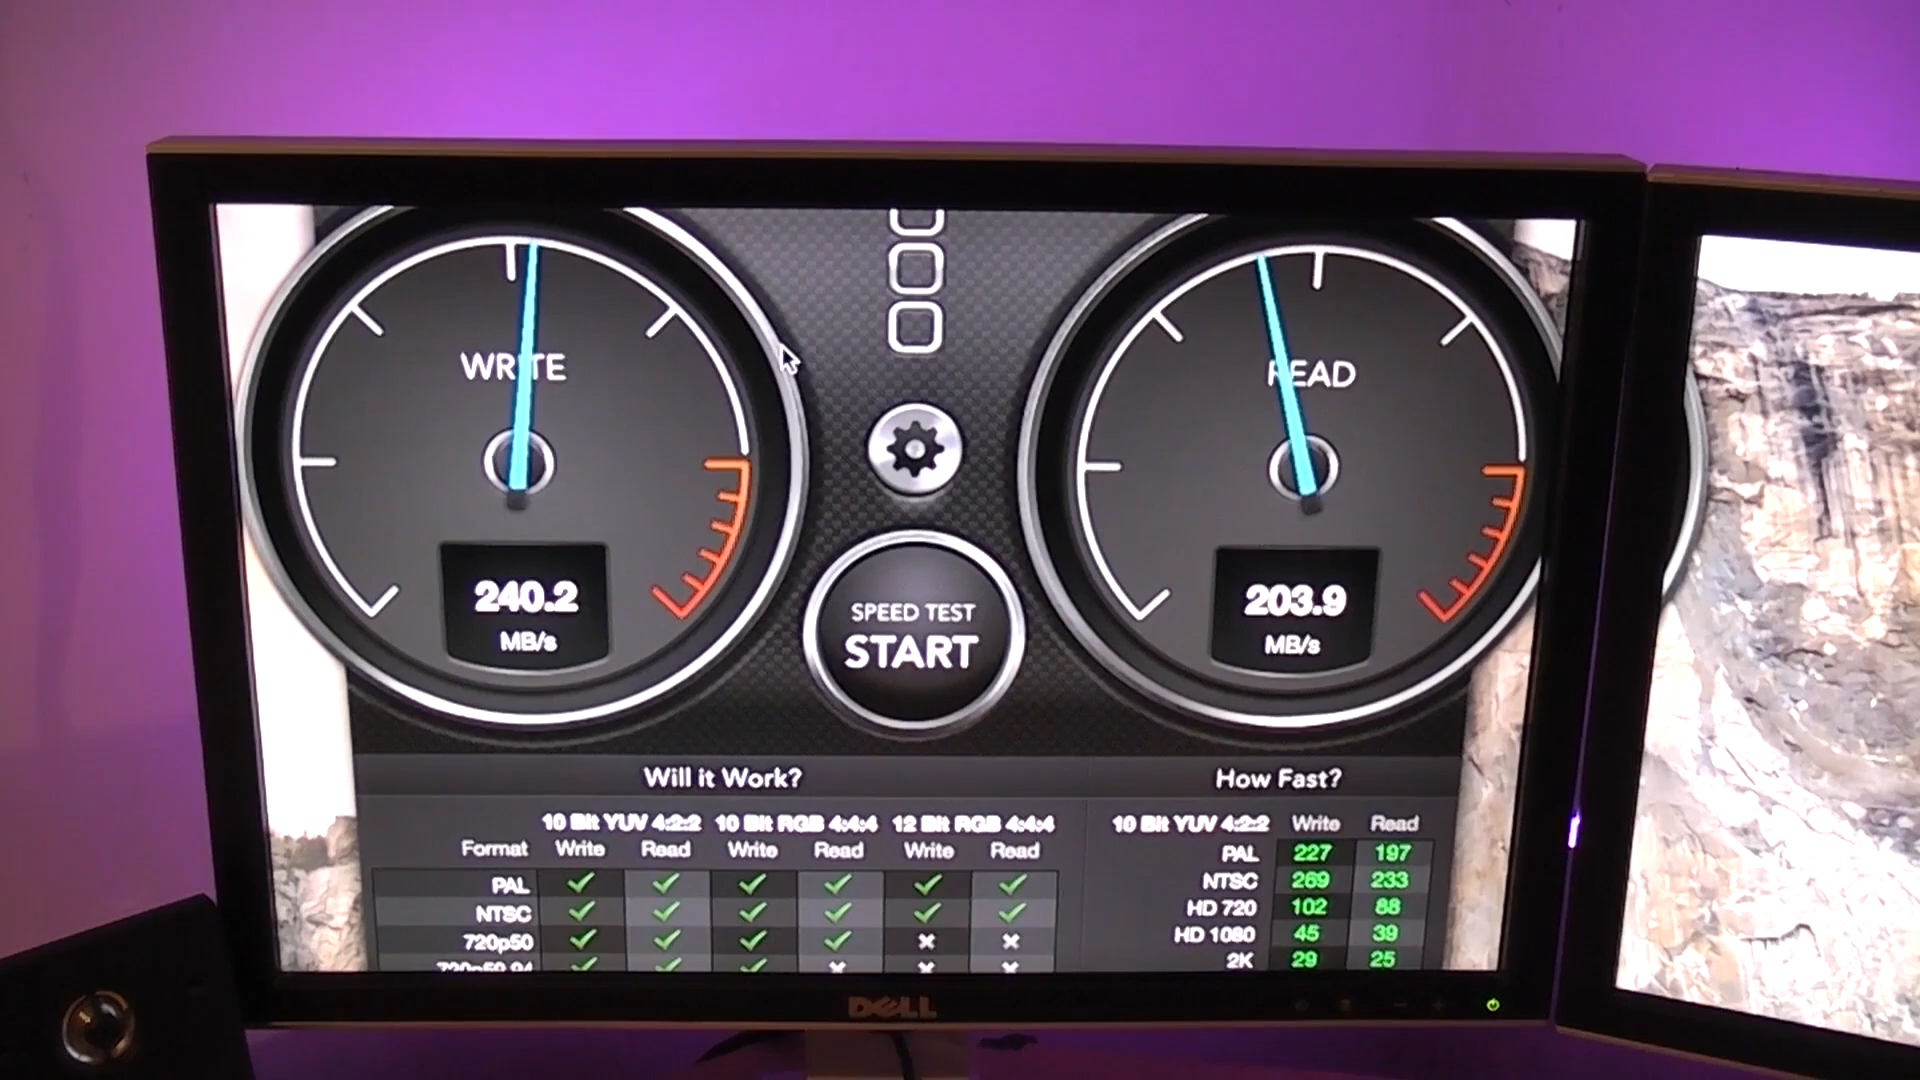 WRITE
READ
240.2
MB/s
SPEED TEST
START
203.9
MB/s
Will it Work?
How Fast?
10 Bit YUV 4:2:2 10 Bit RGB 4:4:4 12 Bit RGB 4:4:4
Format Write Read Write Read Write Read
PAL
NTSC
720p50
720p59.94
10 Bit YUV 4:2:2 Write Read
PAL 227 197
NTSC 269 233
HD 720 102 88
HD 1080 45 39
2K 29 25
DELL